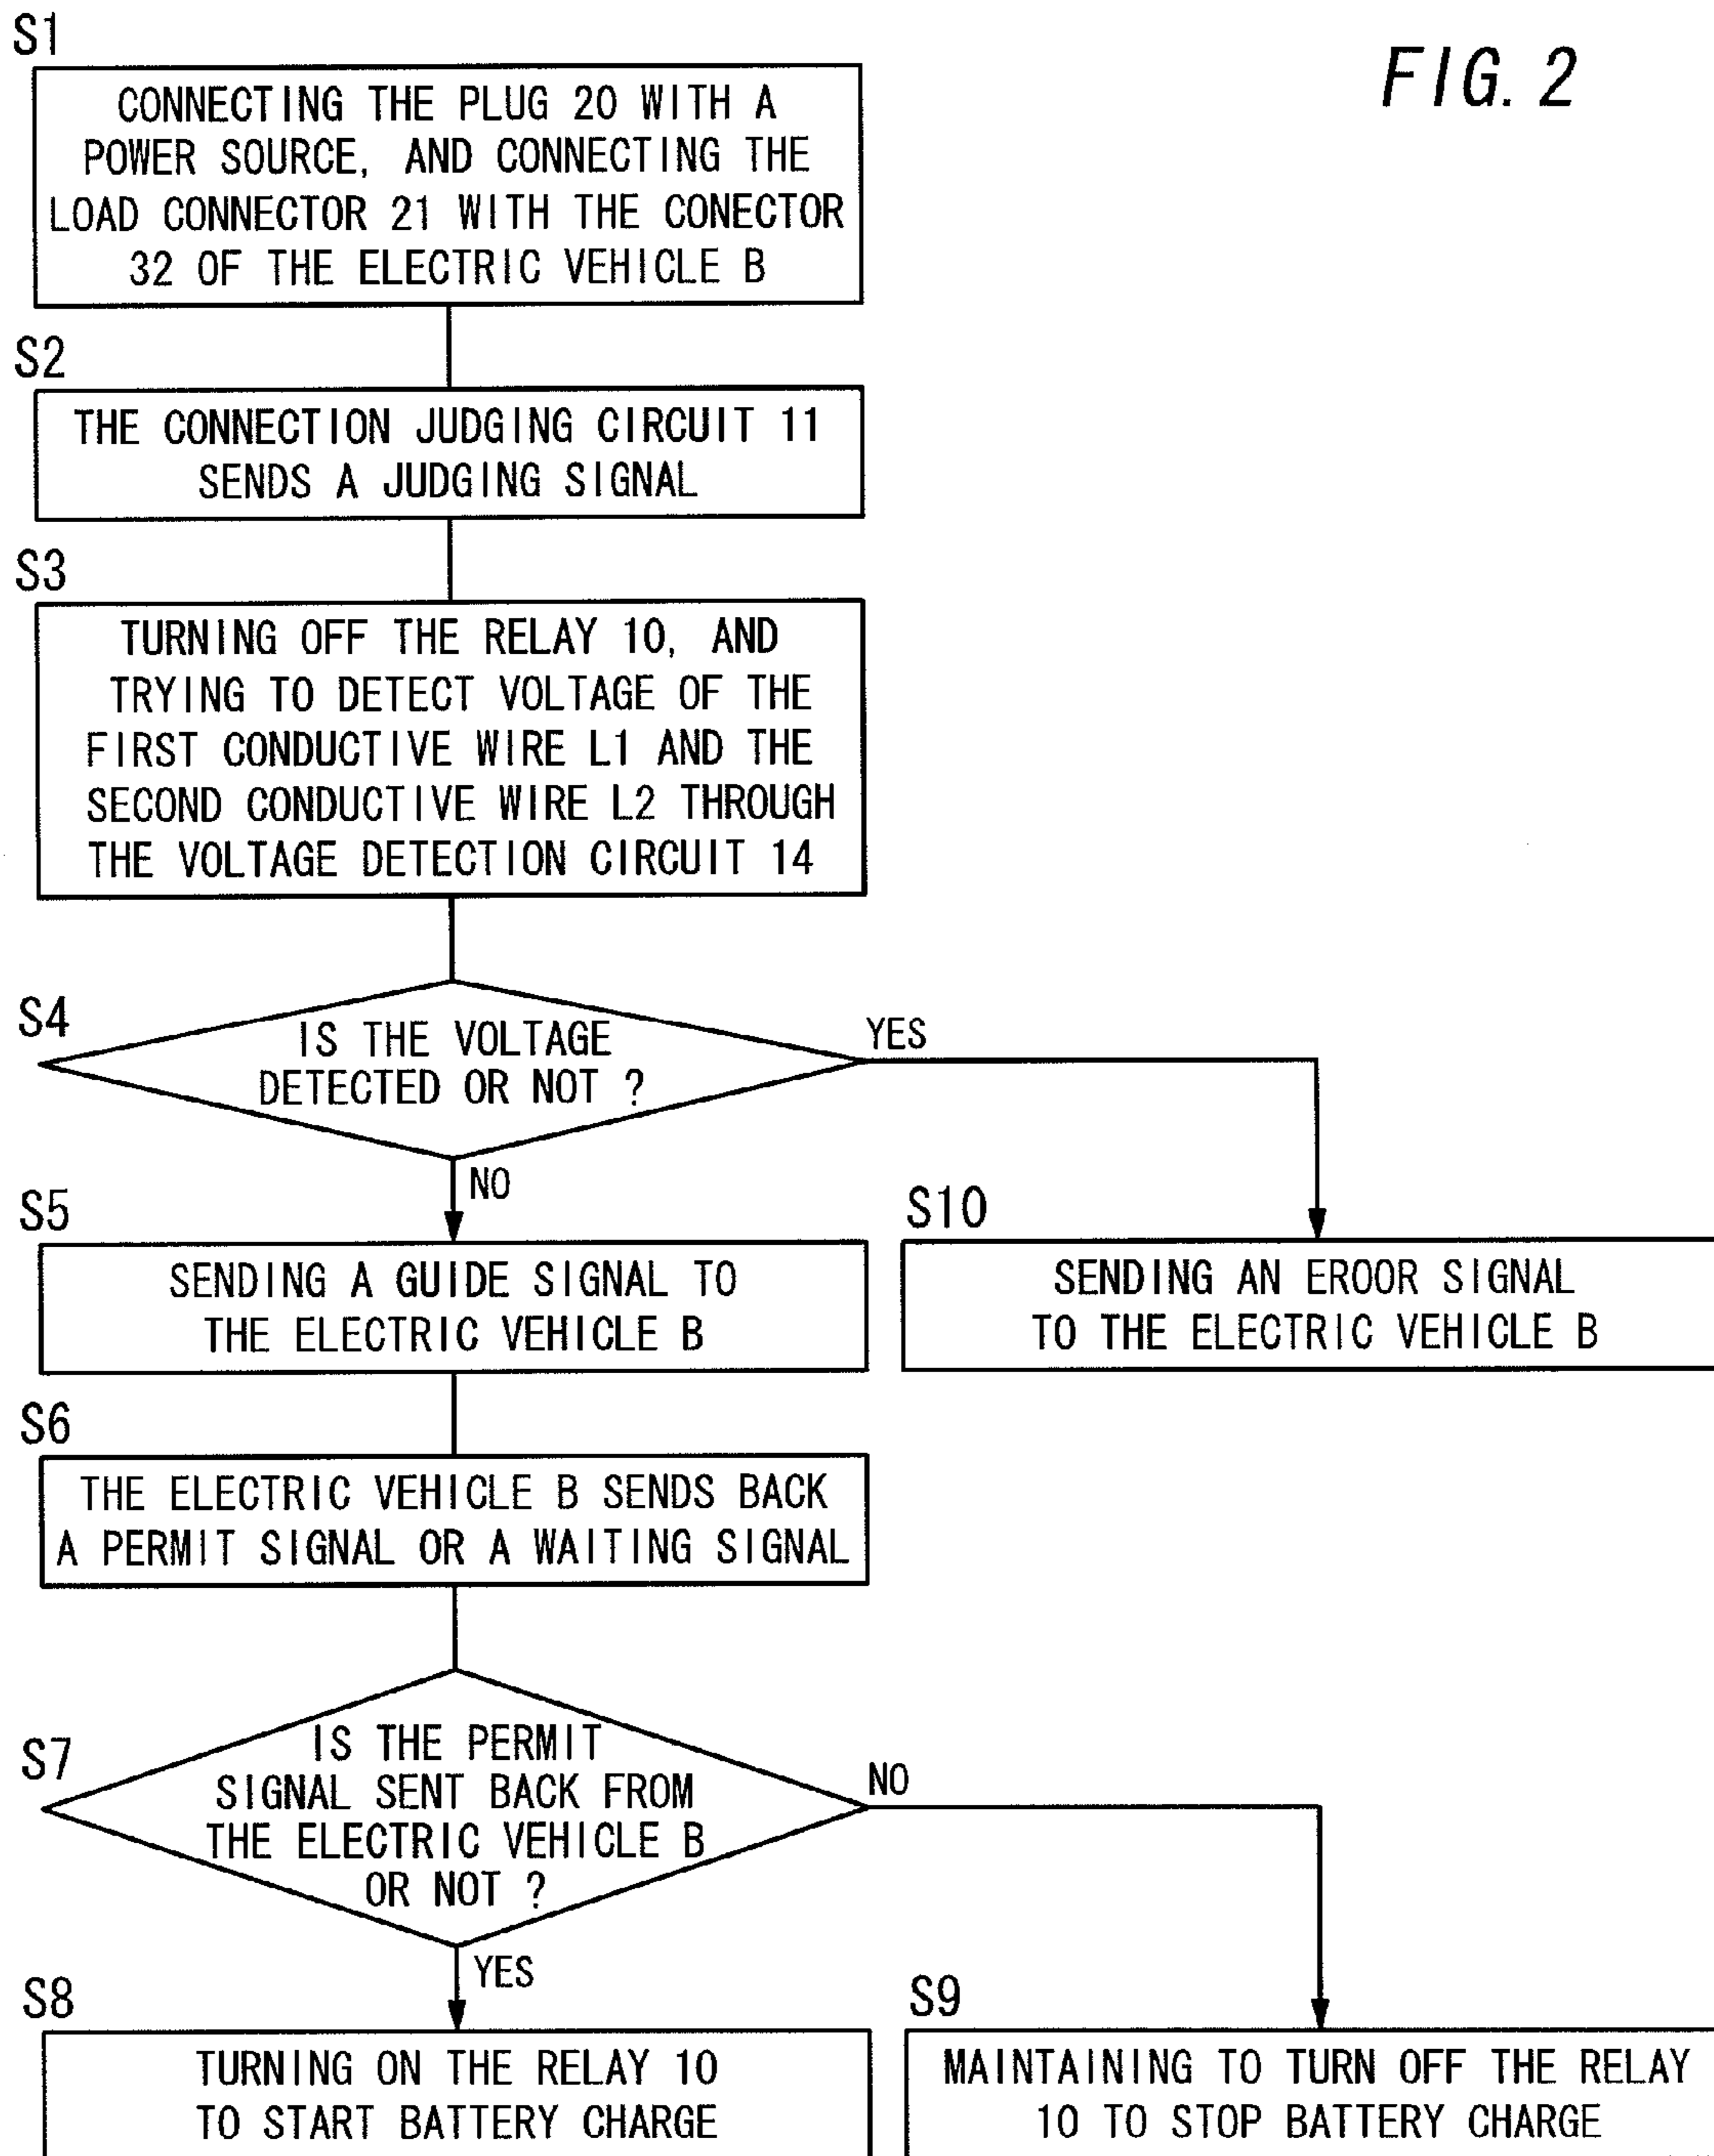 FIG. 2
S1
CONNECTING THE PLUG 20 WITH A
POWER SOURCE, AND CONNECTING THE
LOAD CONNECTOR 21 WITH THE CONECTOR
32 OF THE ELECTRIC VEHICLE B
S2
THE CONNECTION JUDGING CIRCUIT 11
SENDS A JUDGING SIGNAL
S3
TURNING OFF THE RELAY 10, AND
TRYING TO DETECT VOLTAGE OF THE
FIRST CONDUCTIVE WIRE L1 AND THE
SECOND CONDUCTIVE WIRE L2 THROUGH
THE VOLTAGE DETECTION CIRCUIT 14
S4
IS THE VOLTAGE
DETECTED OR NOT ?
YES
NO
S5
SENDING A GUIDE SIGNAL TO
THE ELECTRIC VEHICLE B
S10
SENDING AN EROOR SIGNAL
TO THE ELECTRIC VEHICLE B
S6
THE ELECTRIC VEHICLE B SENDS BACK
A PERMIT SIGNAL OR A WAITING SIGNAL
S7
IS THE PERMIT
SIGNAL SENT BACK FROM
THE ELECTRIC VEHICLE B
OR NOT ?
NO
YES
S8
TURNING ON THE RELAY 10
TO START BATTERY CHARGE
S9
MAINTAINING TO TURN OFF THE RELAY
10 TO STOP BATTERY CHARGE